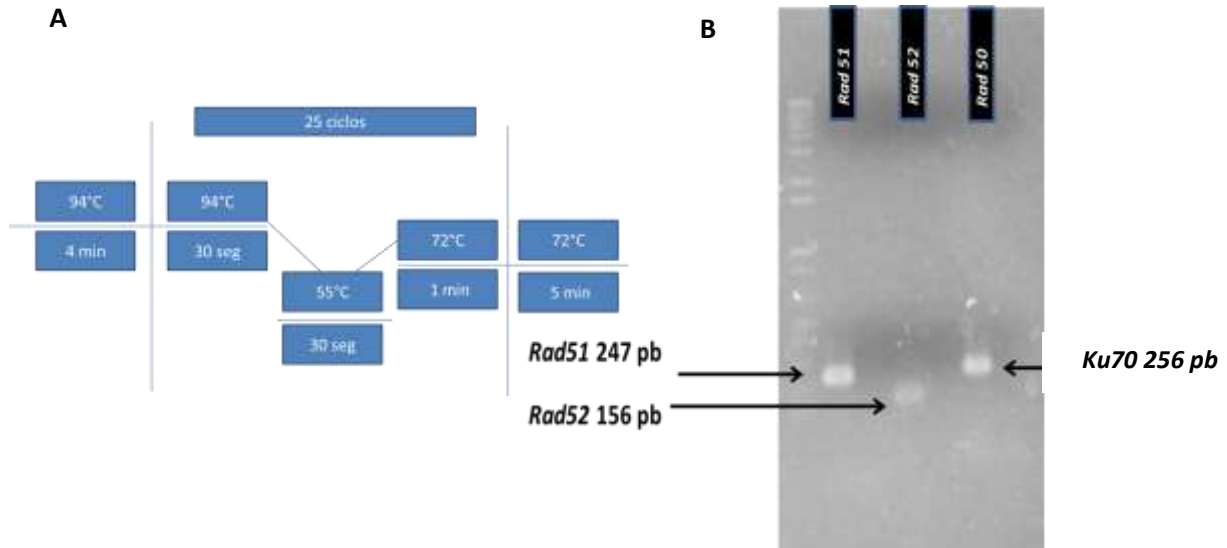 A
25 ciclos
94°C
94°C
4 min
30 seg
72°C
72°C
55°C
1 min
5 min
30 seg
B
Rad 51
Rad 52
Rad 50
Rad51 247 pb
Rad52 156 pb
Ku70 256 pb